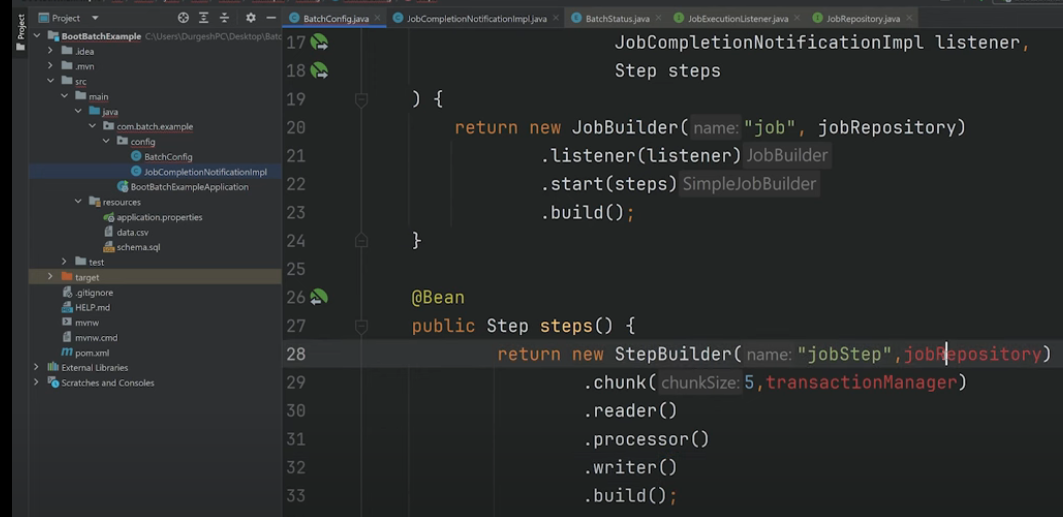 Project
BatchConfig.java
JobCompletionNotificationImpl.java
BatchStatus.java
JobExecutionListener.java
JobRepository.java
Project
BootBatchExample C:\Users\DurgeshPC\Desktop\Batc
.idea
.mvn
src
main
java
com.batch.example
config
BatchConfig
JobCompletionNotificationImpl
BootBatchExampleApplication
resources
application.properties
data.csv
schema.sql
test
target
.gitignore
HELP.md
mvnw
mvnw.cmd
pom.xml
External Libraries
Scratches and Consoles
17 JobCompletionNotificationImpl listener,
18 Step steps
19 ) {
20 return new JobBuilder( name: "job", jobRepository)
21 .listener(listener) JobBuilder
22 .start(steps) SimpleJobBuilder
23 .build();
24 }
25
26 @Bean
27 public Step steps() {
28 return new StepBuilder( name: "jobStep",jobRepository)
29 .chunk( chunkSize: 5,transactionManager)
30 .reader()
31 .processor()
32 .writer()
33 .build();